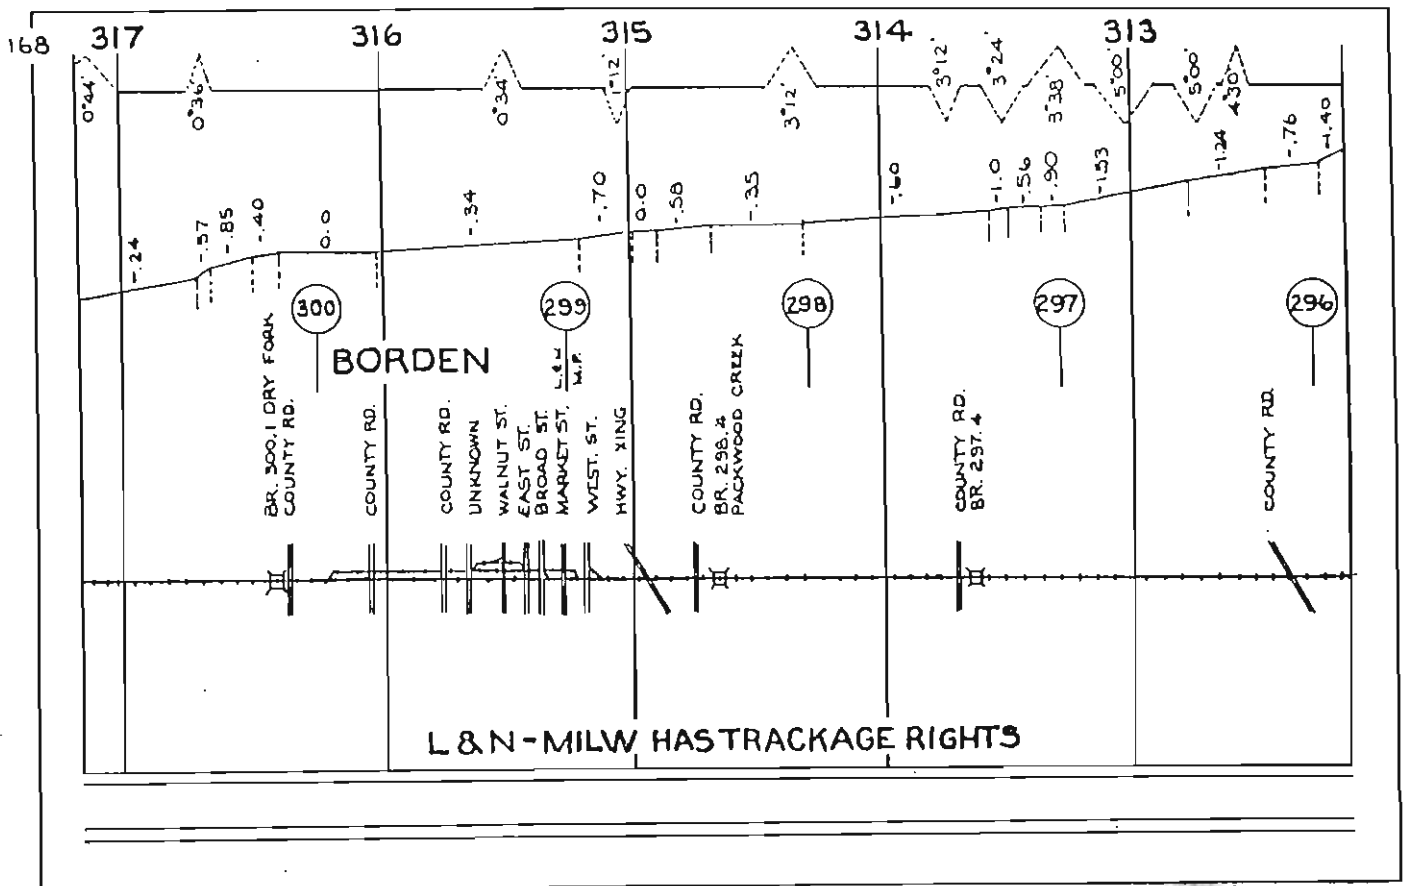 168
317 316 315 314 313
0°44' 0°36' 0°34' 1°12' 3°12' 3°12' 3°24' 3°38' 5°00' 5°00' 4°30'
-.24 -.57 -.85 -.40 0.0 -.34 -.70 0.0 -.58 -.35 -.60 -1.0 -.56 -.90 -1.53 -1.24 -.76 -1.40
300 299 298 297 296
BORDEN
L&N
M.P.
BR. 300.1 DRY FORK
COUNTY RD.
COUNTY RD.
COUNTY RD.
UNKNOWN
WALNUT ST.
EAST ST.
BROAD ST.
MARKET ST.
WEST. ST.
HWY. XING
COUNTY RD.
BR. 298.4
PACKWOOD CREEK
COUNTY RD.
BR. 297.4
COUNTY RD.
L&N-MILW HAS TRACKAGE RIGHTS